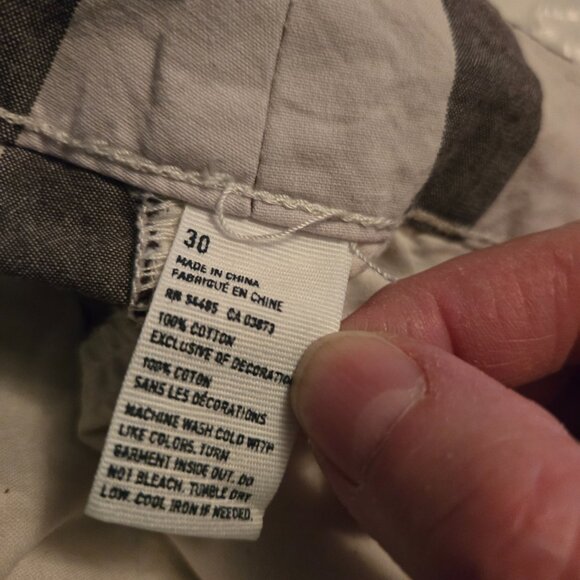 30
MADE IN CHINA
FABRIQUÉ EN CHINE
RN 54485 CA 03873
100% COTTON
EXCLUSIVE OF DECORATION
100% COTON
SANS LES DÉCORATIONS
MACHINE WASH COLD WITH
LIKE COLORS. TURN
GARMENT INSIDE OUT. DO
NOT BLEACH. TUMBLE DRY
LOW. COOL IRON IF NEEDED.